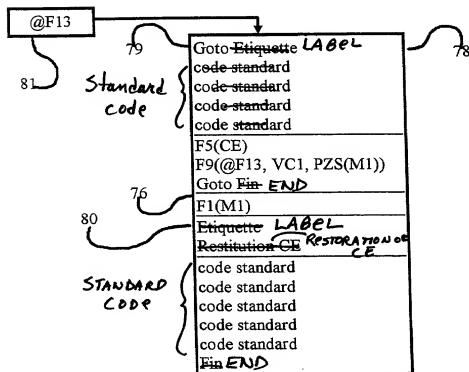 @F13
79
78
81
Goto Etiquette LABEL
code standard
code standard
code standard
code standard
Standard code
F5(CE)
F9(@F13, VC1, PZS(M1))
Goto Fin END
76
F1(M1)
80
Etiquette LABEL
Restitution CE RESTORATION OF CE
STANDARD CODE
code standard
code standard
code standard
code standard
code standard
Fin END